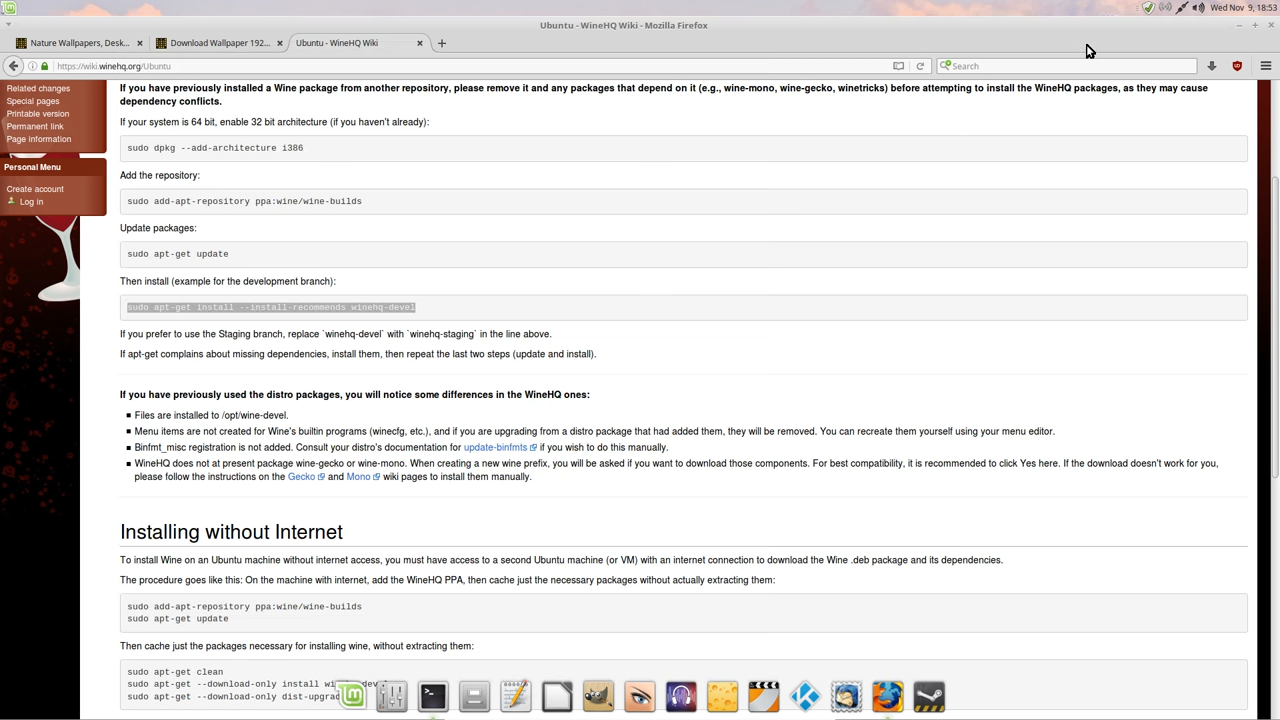 Wed Nov 9, 18:53
Ubuntu - WineHQ Wiki - Mozilla Firefox
Nature Wallpapers, Desk...
Download Wallpaper 192...
Ubuntu - WineHQ Wiki
https://wiki.winehq.org/Ubuntu
Search
Related changes
Special pages
Printable version
Permanent link
Page information
Personal Menu
Create account
Log in
If you have previously installed a Wine package from another repository, please remove it and any packages that depend on it (e.g., wine-mono, wine-gecko, winetricks) before attempting to install the WineHQ packages, as they may cause
dependency conflicts.
If your system is 64 bit, enable 32 bit architecture (if you haven't already):
sudo dpkg --add-architecture i386
Add the repository:
sudo add-apt-repository ppa:wine/wine-builds
Update packages:
sudo apt-get update
Then install (example for the development branch):
sudo apt-get install --install-recommends winehq-devel
If you prefer to use the Staging branch, replace `winehq-devel` with `winehq-staging` in the line above.
If apt-get complains about missing dependencies, install them, then repeat the last two steps (update and install).
If you have previously used the distro packages, you will notice some differences in the WineHQ ones:
Files are installed to /opt/wine-devel.
Menu items are not created for Wine's builtin programs (winecfg, etc.), and if you are upgrading from a distro package that had added them, they will be removed. You can recreate them yourself using your menu editor.
Binfmt_misc registration is not added. Consult your distro's documentation for update-binfmts if you wish to do this manually.
WineHQ does not at present package wine-gecko or wine-mono. When creating a new wine prefix, you will be asked if you want to download those components. For best compatibility, it is recommended to click Yes here. If the download doesn't work for you,
please follow the instructions on the Gecko and Mono wiki pages to install them manually.
Installing without Internet
To install Wine on an Ubuntu machine without internet access, you must have access to a second Ubuntu machine (or VM) with an internet connection to download the Wine .deb package and its dependencies.
The procedure goes like this: On the machine with internet, add the WineHQ PPA, then cache just the necessary packages without actually extracting them:
sudo add-apt-repository ppa:wine/wine-builds
sudo apt-get update
Then cache just the packages necessary for installing wine, without extracting them:
sudo apt-get clean
sudo apt-get --download-only install
sudo apt-get --download-only dist-upgrad